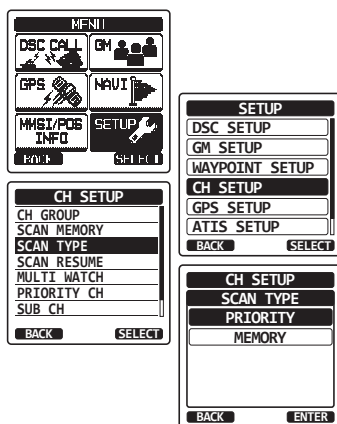 MENU
DSC CALL
GM
GPS
NAVI
MMSI/POS
INFO
SETUP
BACK
SELECT
SETUP
DSC SETUP
GM SETUP
WAYPOINT SETUP
CH SETUP
GPS SETUP
ATIS SETUP
BACK
SELECT
CH SETUP
CH GROUP
SCAN MEMORY
SCAN TYPE
SCAN RESUME
MULTI WATCH
PRIORITY CH
SUB CH
BACK
SELECT
CH SETUP
SCAN TYPE
PRIORITY
MEMORY
BACK
ENTER